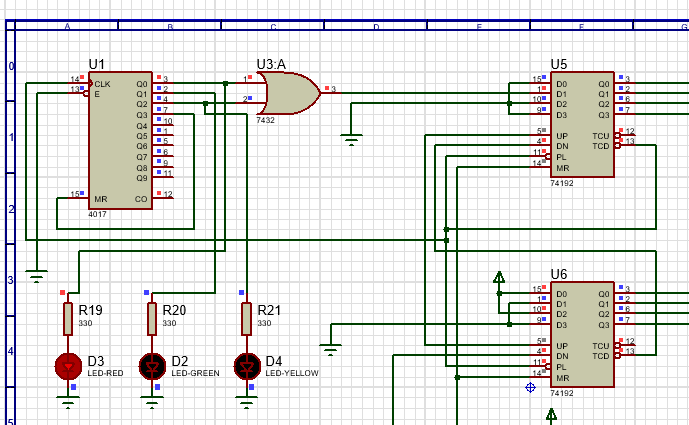 A B C D E F G
0
1
2
3
4
5
U1
14 CLK Q0 3
13 E Q1 2
Q2 4
Q3 7
Q4 10
Q5 1
Q6 5
Q7 6
Q8 9
Q9 11
15 MR CO 12
4017
U3:A
1
2
3
7432
U5
15 D0 Q0 3
1 D1 Q1 2
10 D2 Q2 6
9 D3 Q3 7
5 UP TCU 12
4 DN TCD 13
11 PL
14 MR
74192
U6
15 D0 Q0 3
1 D1 Q1 2
10 D2 Q2 6
9 D3 Q3 7
5 UP TCU 12
4 DN TCD 13
11 PL
14 MR
74192
R19
330
R20
330
R21
330
D3
LED-RED
D2
LED-GREEN
D4
LED-YELLOW